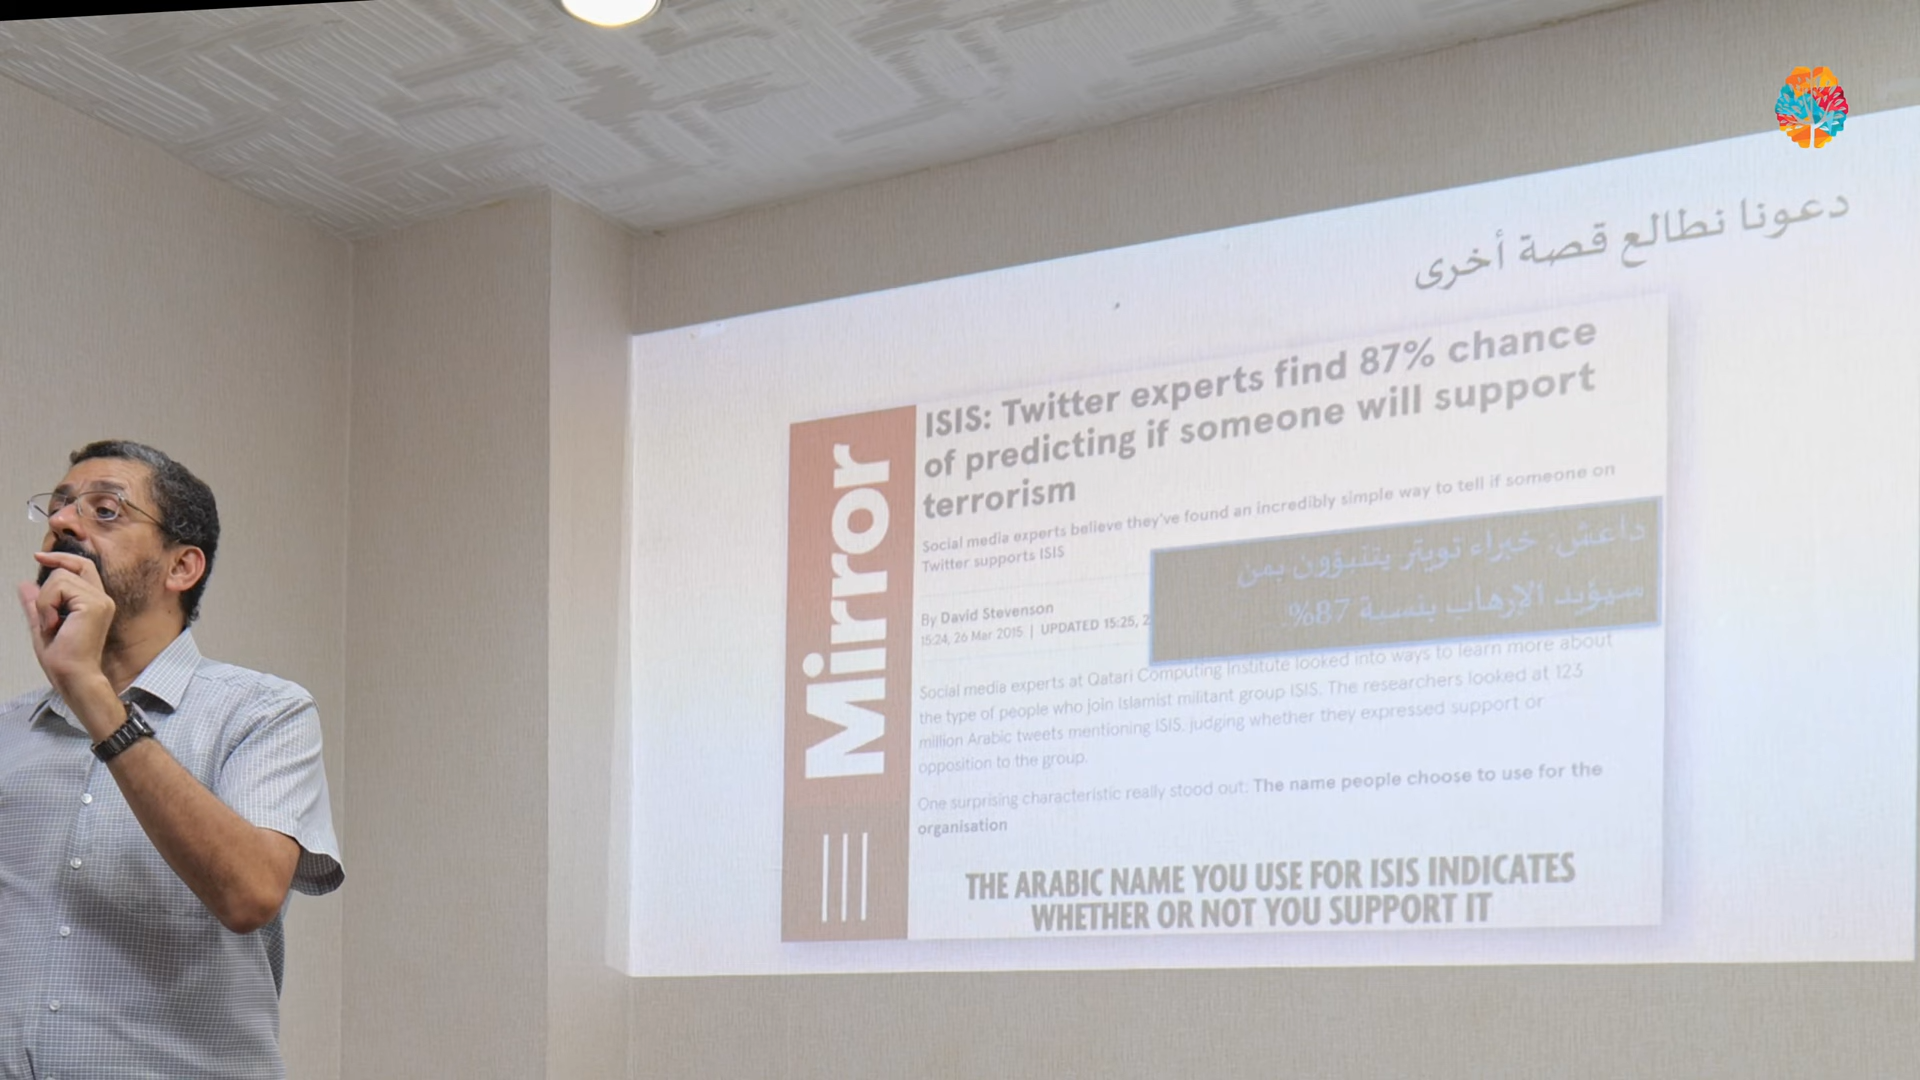 دعونا نطالع قصة أخرى
Mirror
ISIS: Twitter experts find 87% chance
of predicting if someone will support
terrorism
Social media experts believe they've found an incredibly simple way to tell if someone on
Twitter supports ISIS
داعش: خبراء تويتر يتنبؤون بمن
سيؤيد الإرهاب بنسبة 87%.
By David Stevenson
15:24, 26 Mar 2015 | UPDATED 15:25, 2
Social media experts at Qatari Computing Institute looked into ways to learn more about
the type of people who join Islamist militant group ISIS. The researchers looked at 123
million Arabic tweets mentioning ISIS, judging whether they expressed support or
opposition to the group.
One surprising characteristic really stood out: The name people choose to use for the
organisation
THE ARABIC NAME YOU USE FOR ISIS INDICATES
WHETHER OR NOT YOU SUPPORT IT